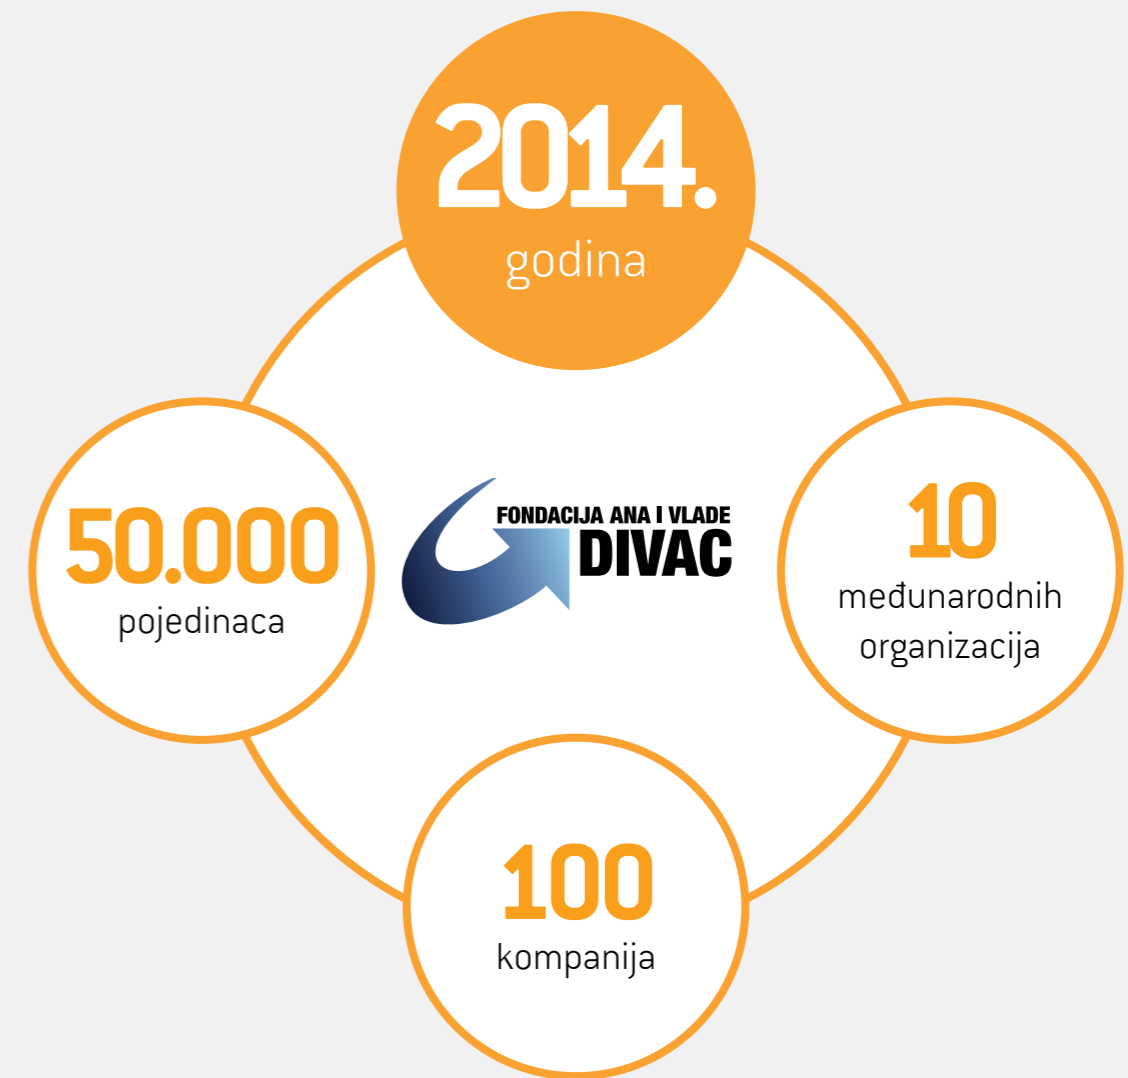 2014.
godina
50.000
pojedinaca
FONDACIJA ANA I VLADE
DIVAC
10
međunarodnih
organizacija
100
kompanija